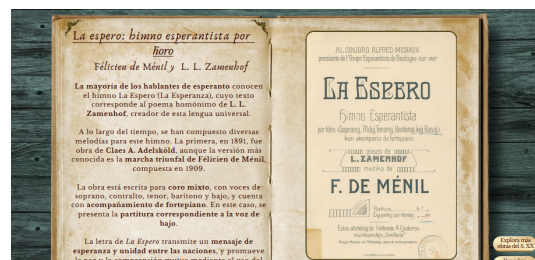 La espero: himno esperantista por
ĥoro
Félicien de Ménil y L. L. Zamenhof
La mayoría de los hablantes de esperanto conocen
el himno La Espero (La Esperanza), cuyo texto
corresponde al poema homónimo de L. L.
Zamenhof, creador de esta lengua universal.
A lo largo del tiempo, se han compuesto diversas
melodías para este himno. La primera, en 1891, fue
obra de Claes A. Adelsköld, aunque la versión más
conocida es la marcha triunfal de Félicien de Ménil,
compuesta en 1909.
La obra está escrita para coro mixto, con voces de
soprano, contralto, tenor, barítono y bajo, y cuenta
con acompañamiento de fortepiano. En este caso, se
presenta la partitura correspondiente a la voz de
bajo.
La letra de La Espero transmite un mensaje de
esperanza y unidad entre las naciones, y promueve
AL SINJORO ALFRED MICHAUX
LA ESPERO
Himno Esperantista
poezio de
L. ZAMENHOF
muziko de
F. DE MÉNIL
Partituro
Explora más
obras del S. XX